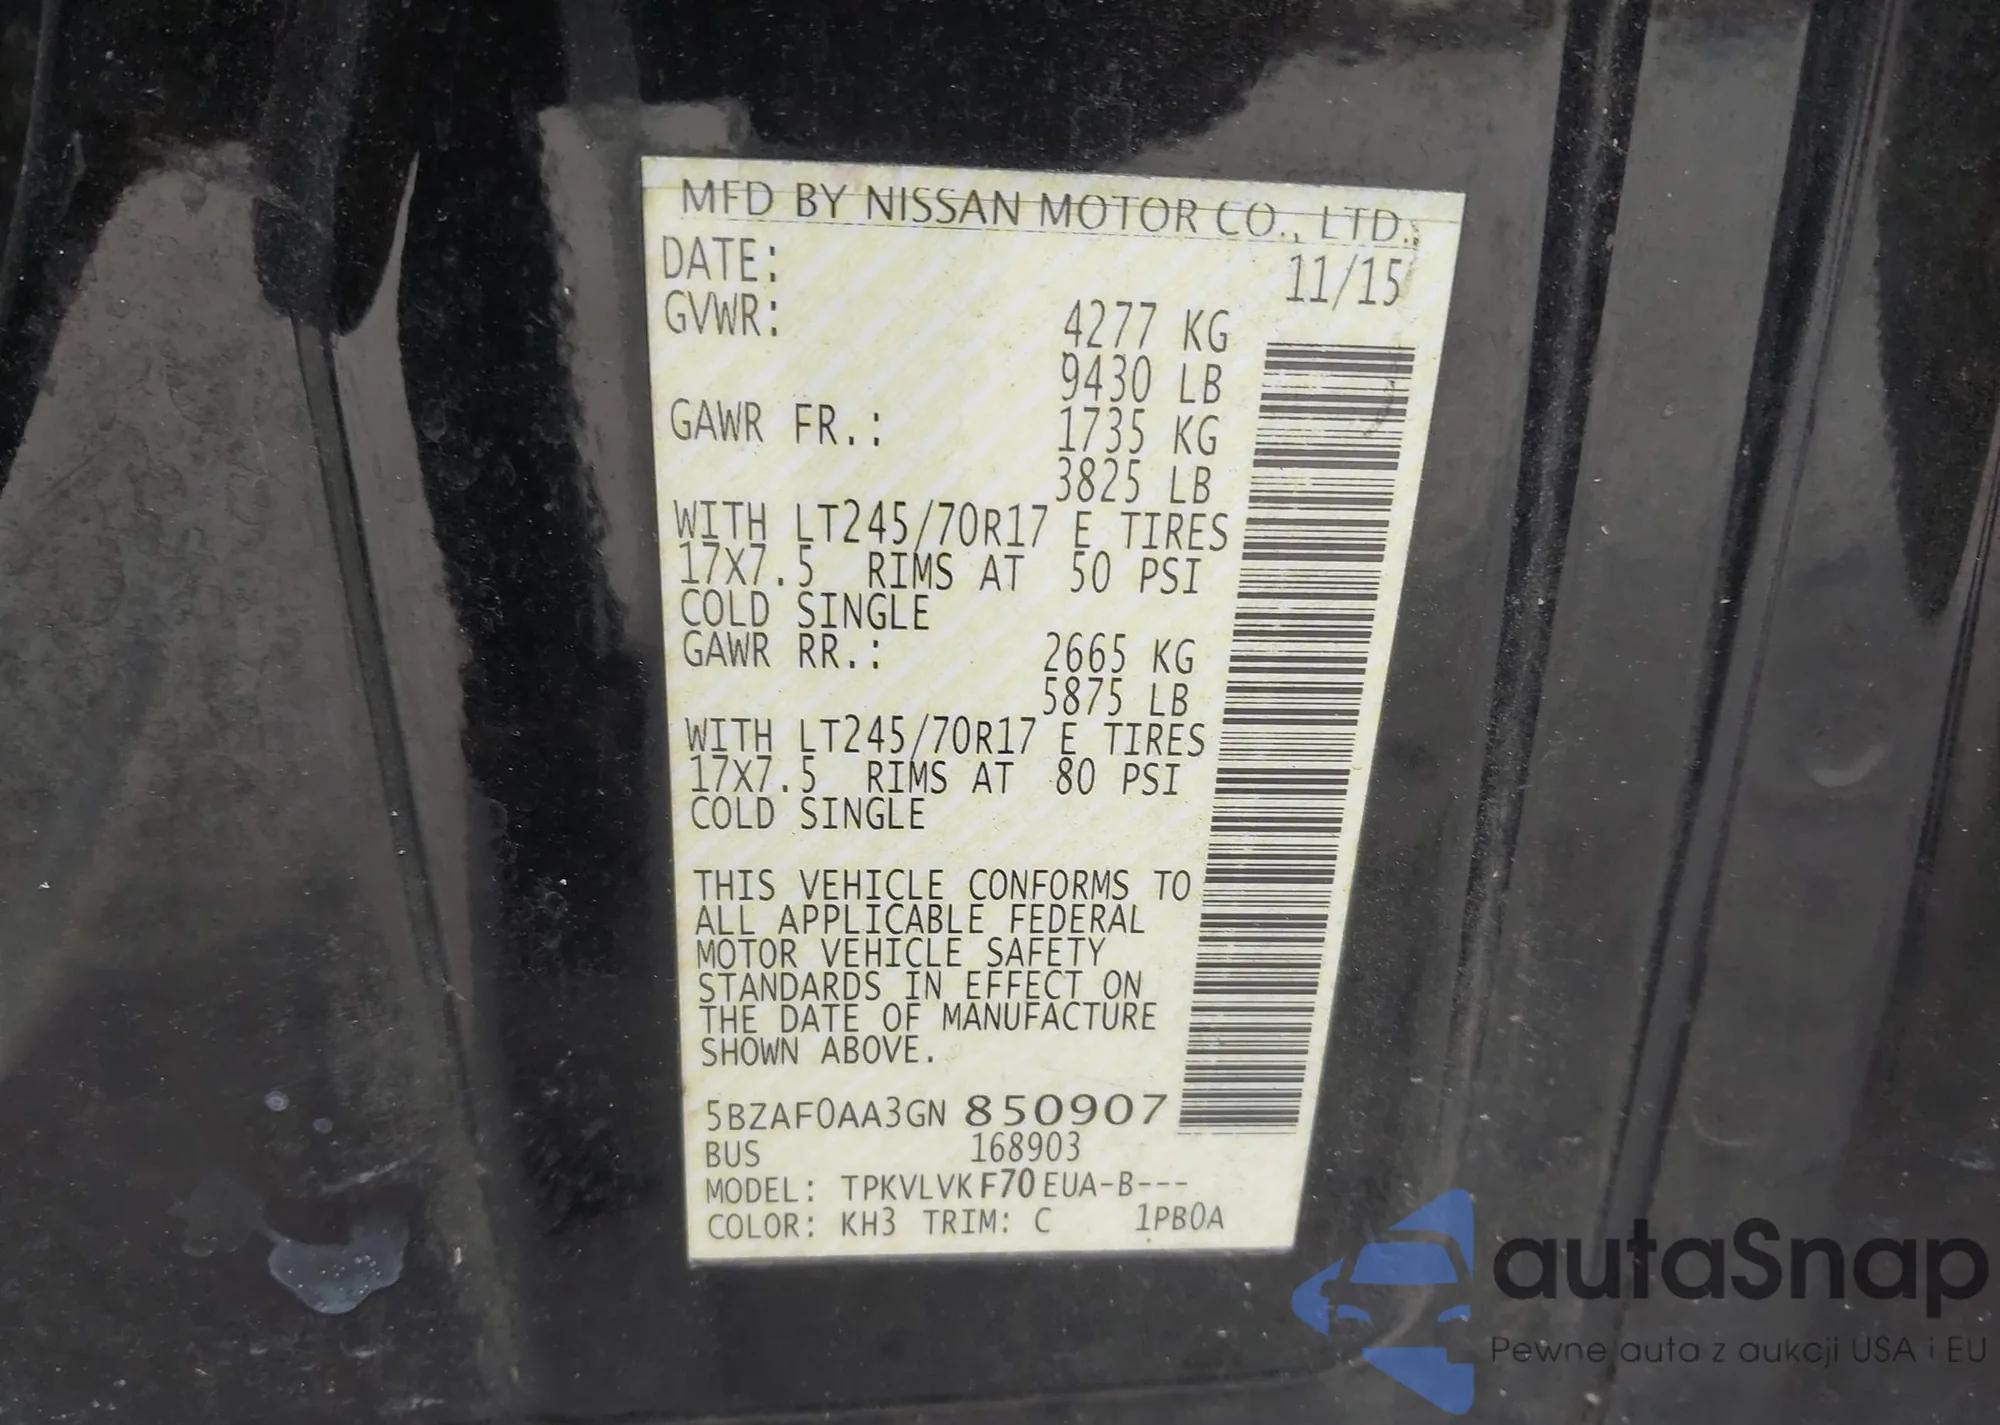 MFD BY NISSAN MOTOR CO., LTD.
DATE: 11/15
GVWR: 4277 KG
9430 LB
GAWR FR.: 1735 KG
3825 LB
WITH LT245/70R17 E TIRES
17X7.5 RIMS AT 50 PSI
COLD SINGLE
GAWR RR.: 2665 KG
5875 LB
WITH LT245/70R17 E TIRES
17X7.5 RIMS AT 80 PSI
COLD SINGLE
THIS VEHICLE CONFORMS TO
ALL APPLICABLE FEDERAL
MOTOR VEHICLE SAFETY
STANDARDS IN EFFECT ON
THE DATE OF MANUFACTURE
SHOWN ABOVE.
5BZAF0AA3GN 850907
BUS 168903
MODEL: TPKVLVKF70EUA-B---
COLOR: KH3 TRIM: C 1PB0A
autaSnap
Pewne auta z aukcji USA i EU